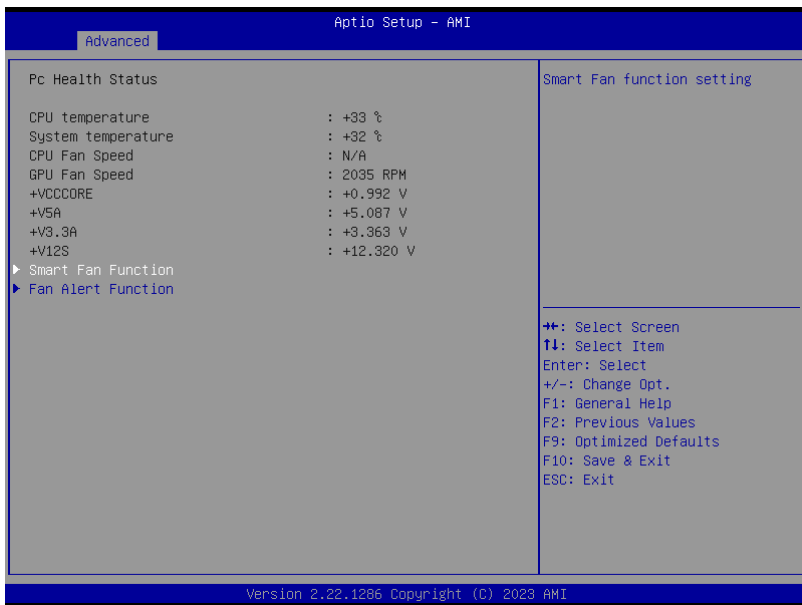 Aptio Setup – AMI
Advanced
Pc Health Status
CPU temperature : +33 ℃
System temperature : +32 ℃
CPU Fan Speed : N/A
GPU Fan Speed : 2035 RPM
+VCCCORE : +0.992 V
+V5A : +5.087 V
+V3.3A : +3.363 V
+V12S : +12.320 V
▶ Smart Fan Function
▶ Fan Alert Function
Smart Fan function setting
→←: Select Screen
↑↓: Select Item
Enter: Select
+/-: Change Opt.
F1: General Help
F2: Previous Values
F9: Optimized Defaults
F10: Save & Exit
ESC: Exit
Version 2.22.1286 Copyright (C) 2023 AMI